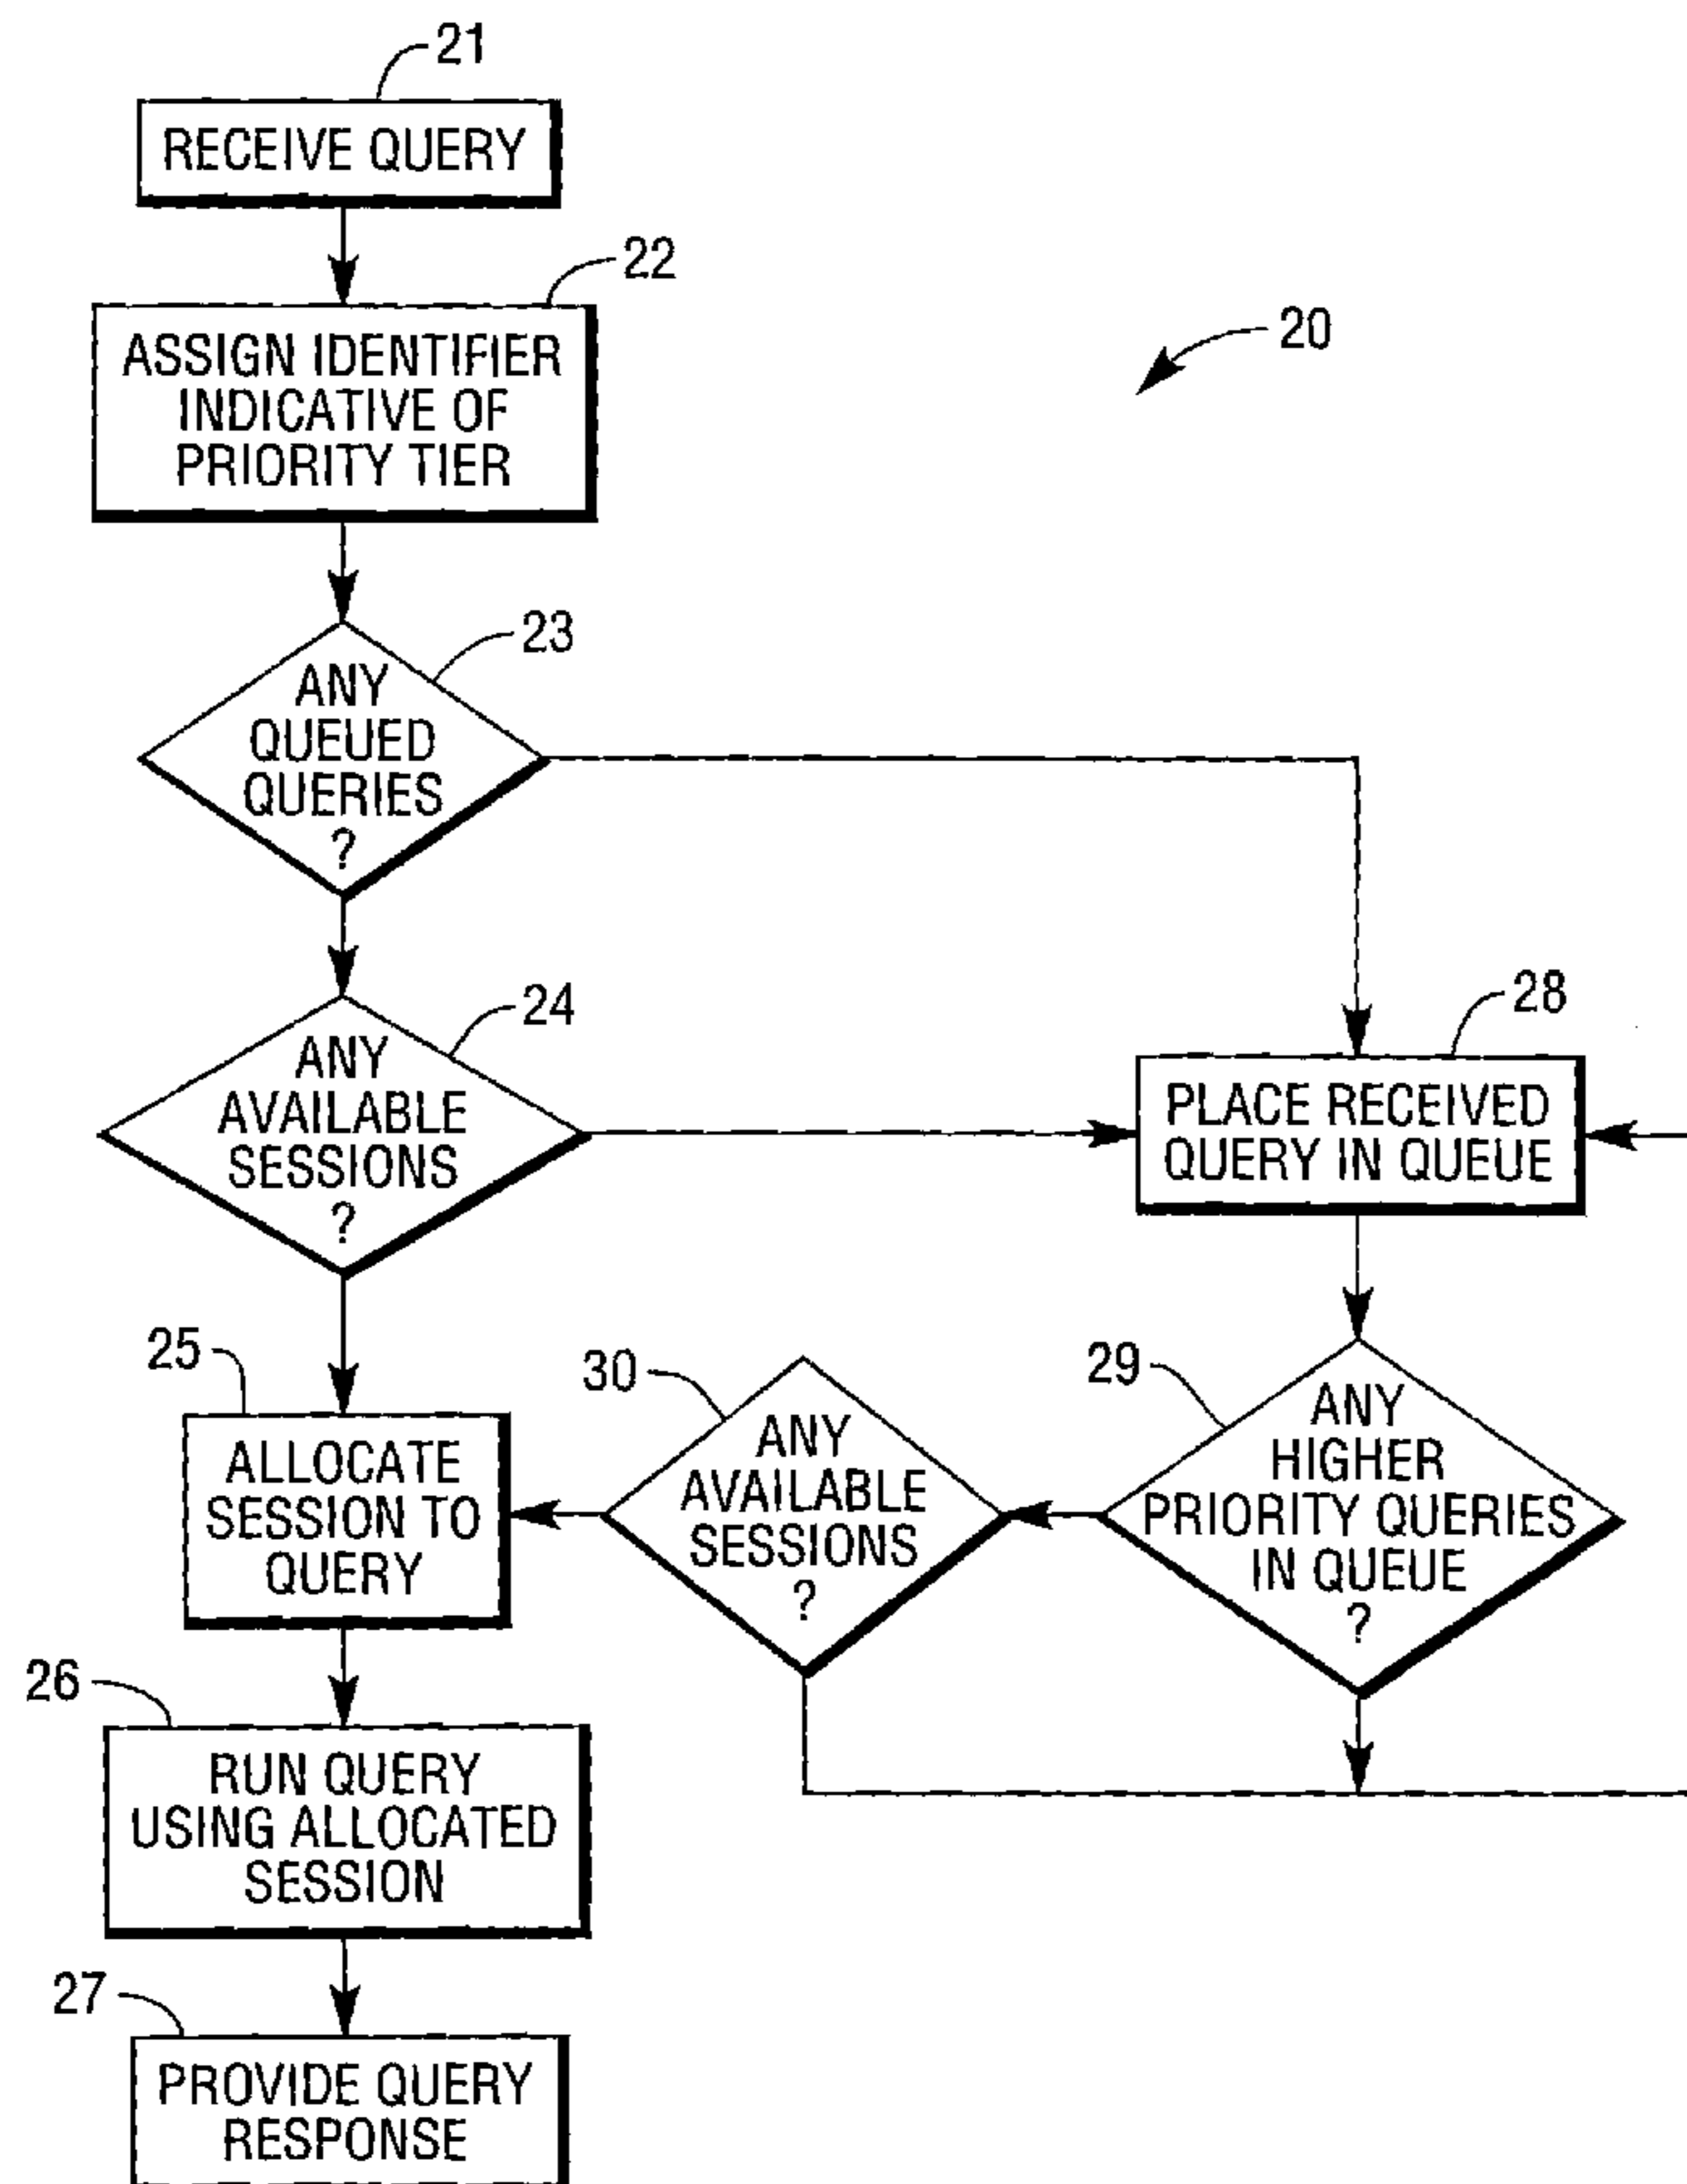 21
RECEIVE QUERY
22
ASSIGN IDENTIFIER
INDICATIVE OF
PRIORITY TIER
20
23
ANY
QUEUED
QUERIES
?
24
ANY
AVAILABLE
SESSIONS
?
28
PLACE RECEIVED
QUERY IN QUEUE
25
ALLOCATE
SESSION TO
QUERY
30
ANY
AVAILABLE
SESSIONS
?
29
ANY
HIGHER
PRIORITY QUERIES
IN QUEUE
?
26
RUN QUERY
USING ALLOCATED
SESSION
27
PROVIDE QUERY
RESPONSE